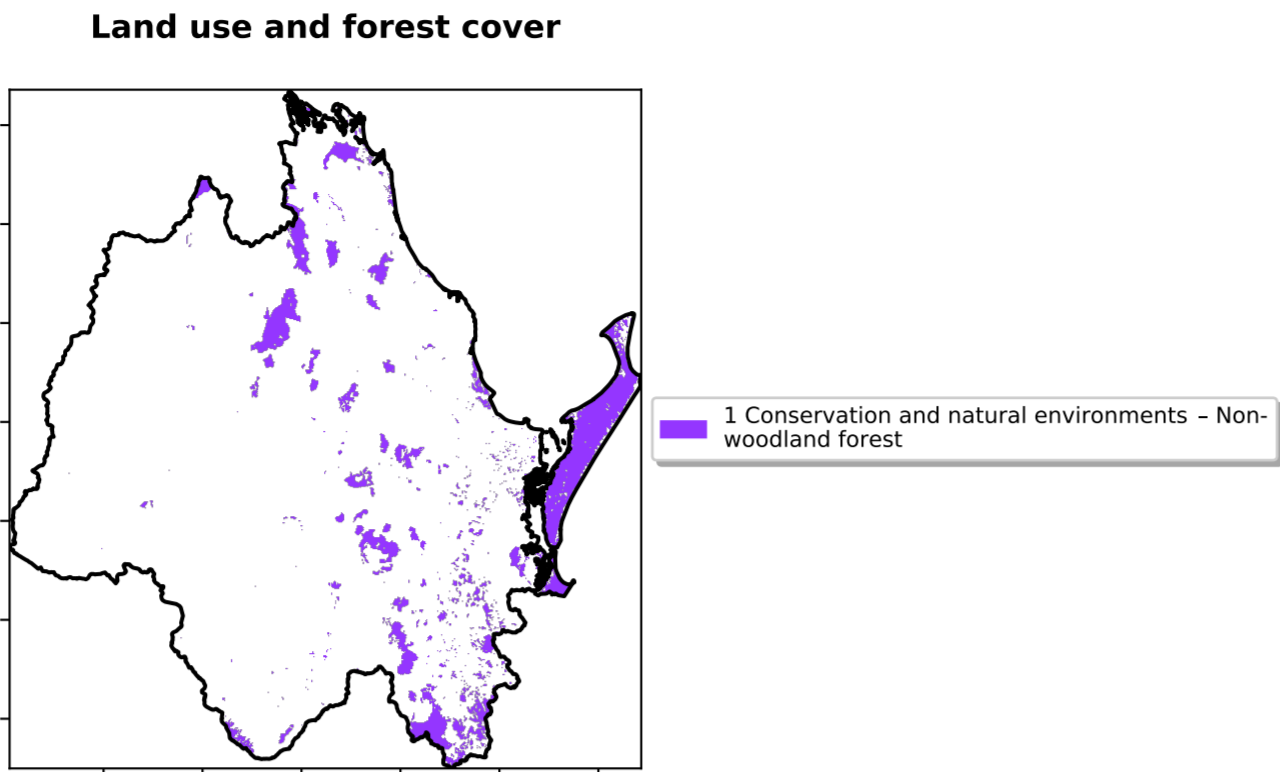 Land use and forest cover
1 Conservation and natural environments – Non-
woodland forest